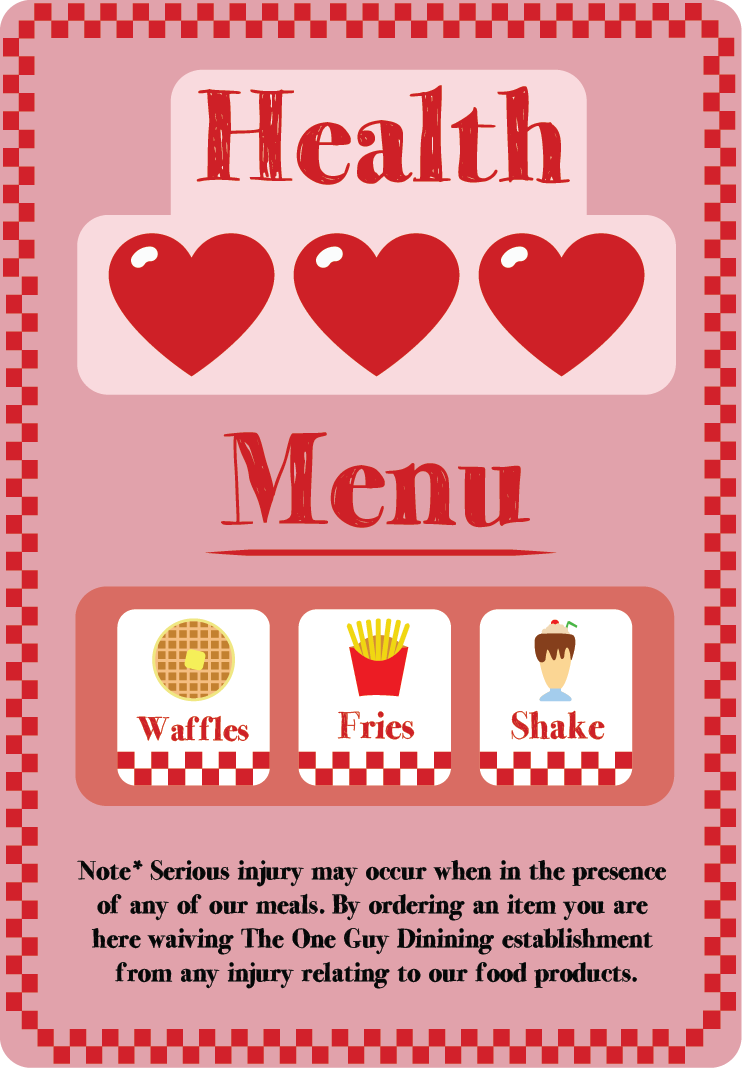 Health
Menu
Waffles
Fries
Shake
Note* Serious injury may occur when in the presence
of any of our meals. By ordering an item you are
here waiving The One Guy Dinining establishment
from any injury relating to our food products.